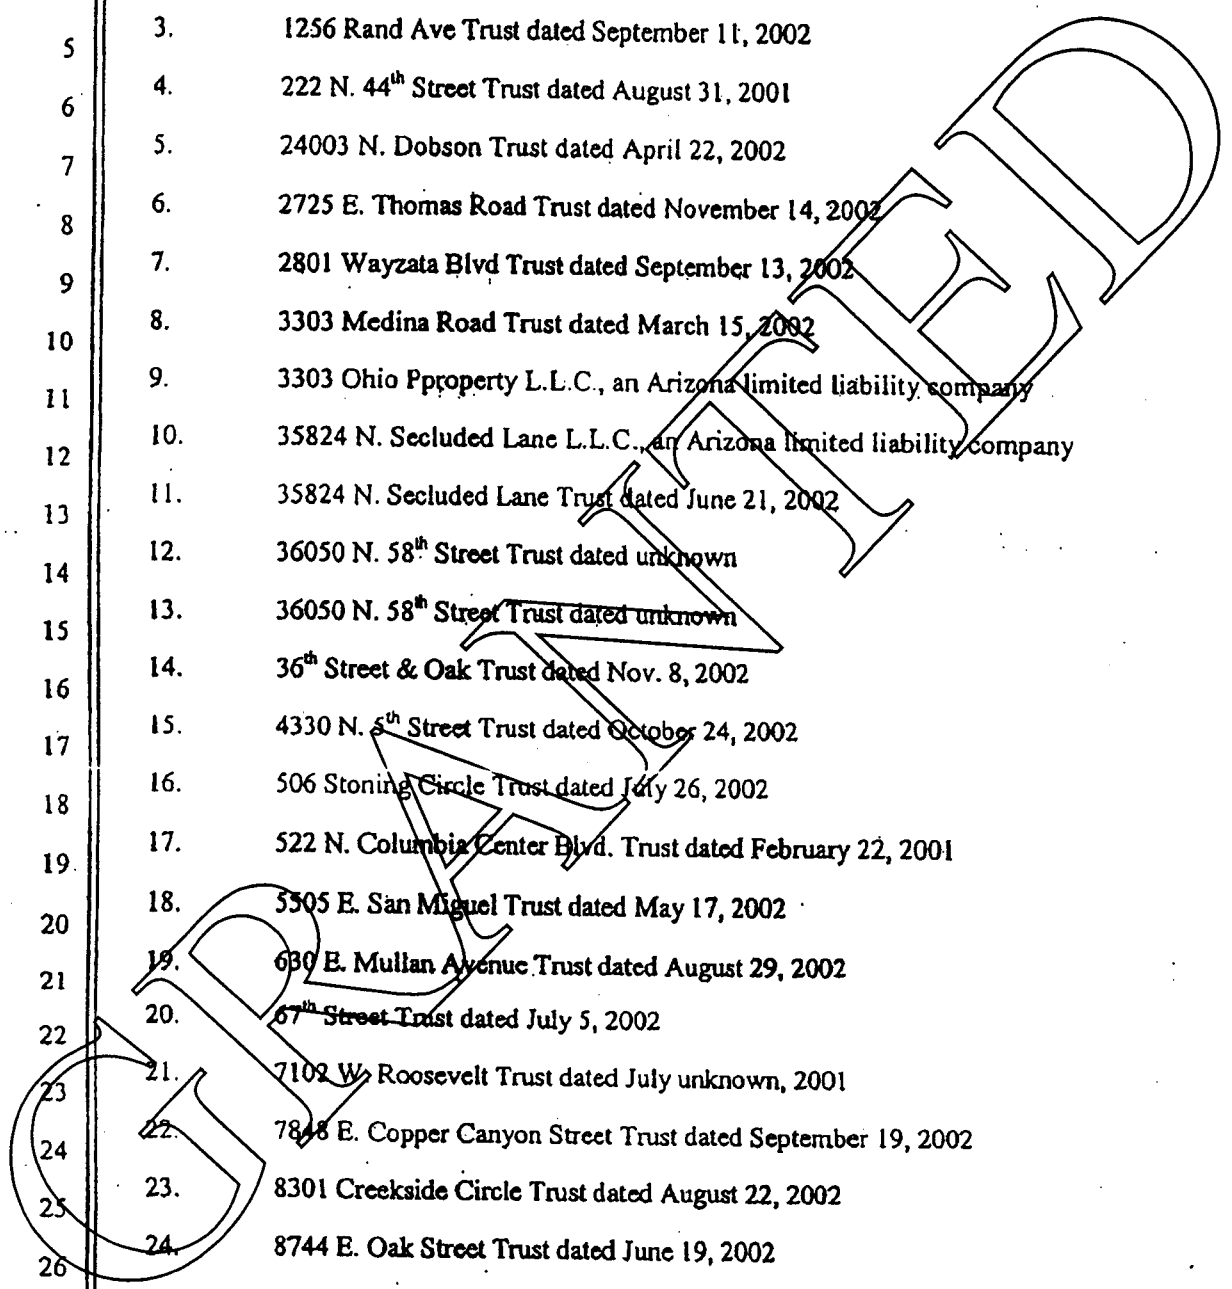 5 3. 1256 Rand Ave Trust dated September 11, 2002
6 4. 222 N. 44th Street Trust dated August 31, 2001
7 5. 24003 N. Dobson Trust dated April 22, 2002
8 6. 2725 E. Thomas Road Trust dated November 14, 2002
9 7. 2801 Wayzata Blvd Trust dated September 13, 2002
10 8. 3303 Medina Road Trust dated March 15, 2002
11 9. 3303 Ohio Pproperty L.L.C., an Arizona limited liability company
12 10. 35824 N. Secluded Lane L.L.C., an Arizona limited liability company
13 11. 35824 N. Secluded Lane Trust dated June 21, 2002
14 12. 36050 N. 58th Street Trust dated unknown
15 13. 36050 N. 58th Street Trust dated unknown
16 14. 36th Street & Oak Trust dated Nov. 8, 2002
17 15. 4330 N. 5th Street Trust dated October 24, 2002
18 16. 506 Stoning Circle Trust dated July 26, 2002
19 17. 522 N. Columbia Center Blvd. Trust dated February 22, 2001
20 18. 5505 E. San Miguel Trust dated May 17, 2002
21 19. 630 E. Mullan Avenue Trust dated August 29, 2002
22 20. 67th Street Trust dated July 5, 2002
23 21. 7102 W. Roosevelt Trust dated July unknown, 2001
24 22. 7848 E. Copper Canyon Street Trust dated September 19, 2002
25 23. 8301 Creekside Circle Trust dated August 22, 2002
26 24. 8744 E. Oak Street Trust dated June 19, 2002
GRANTED